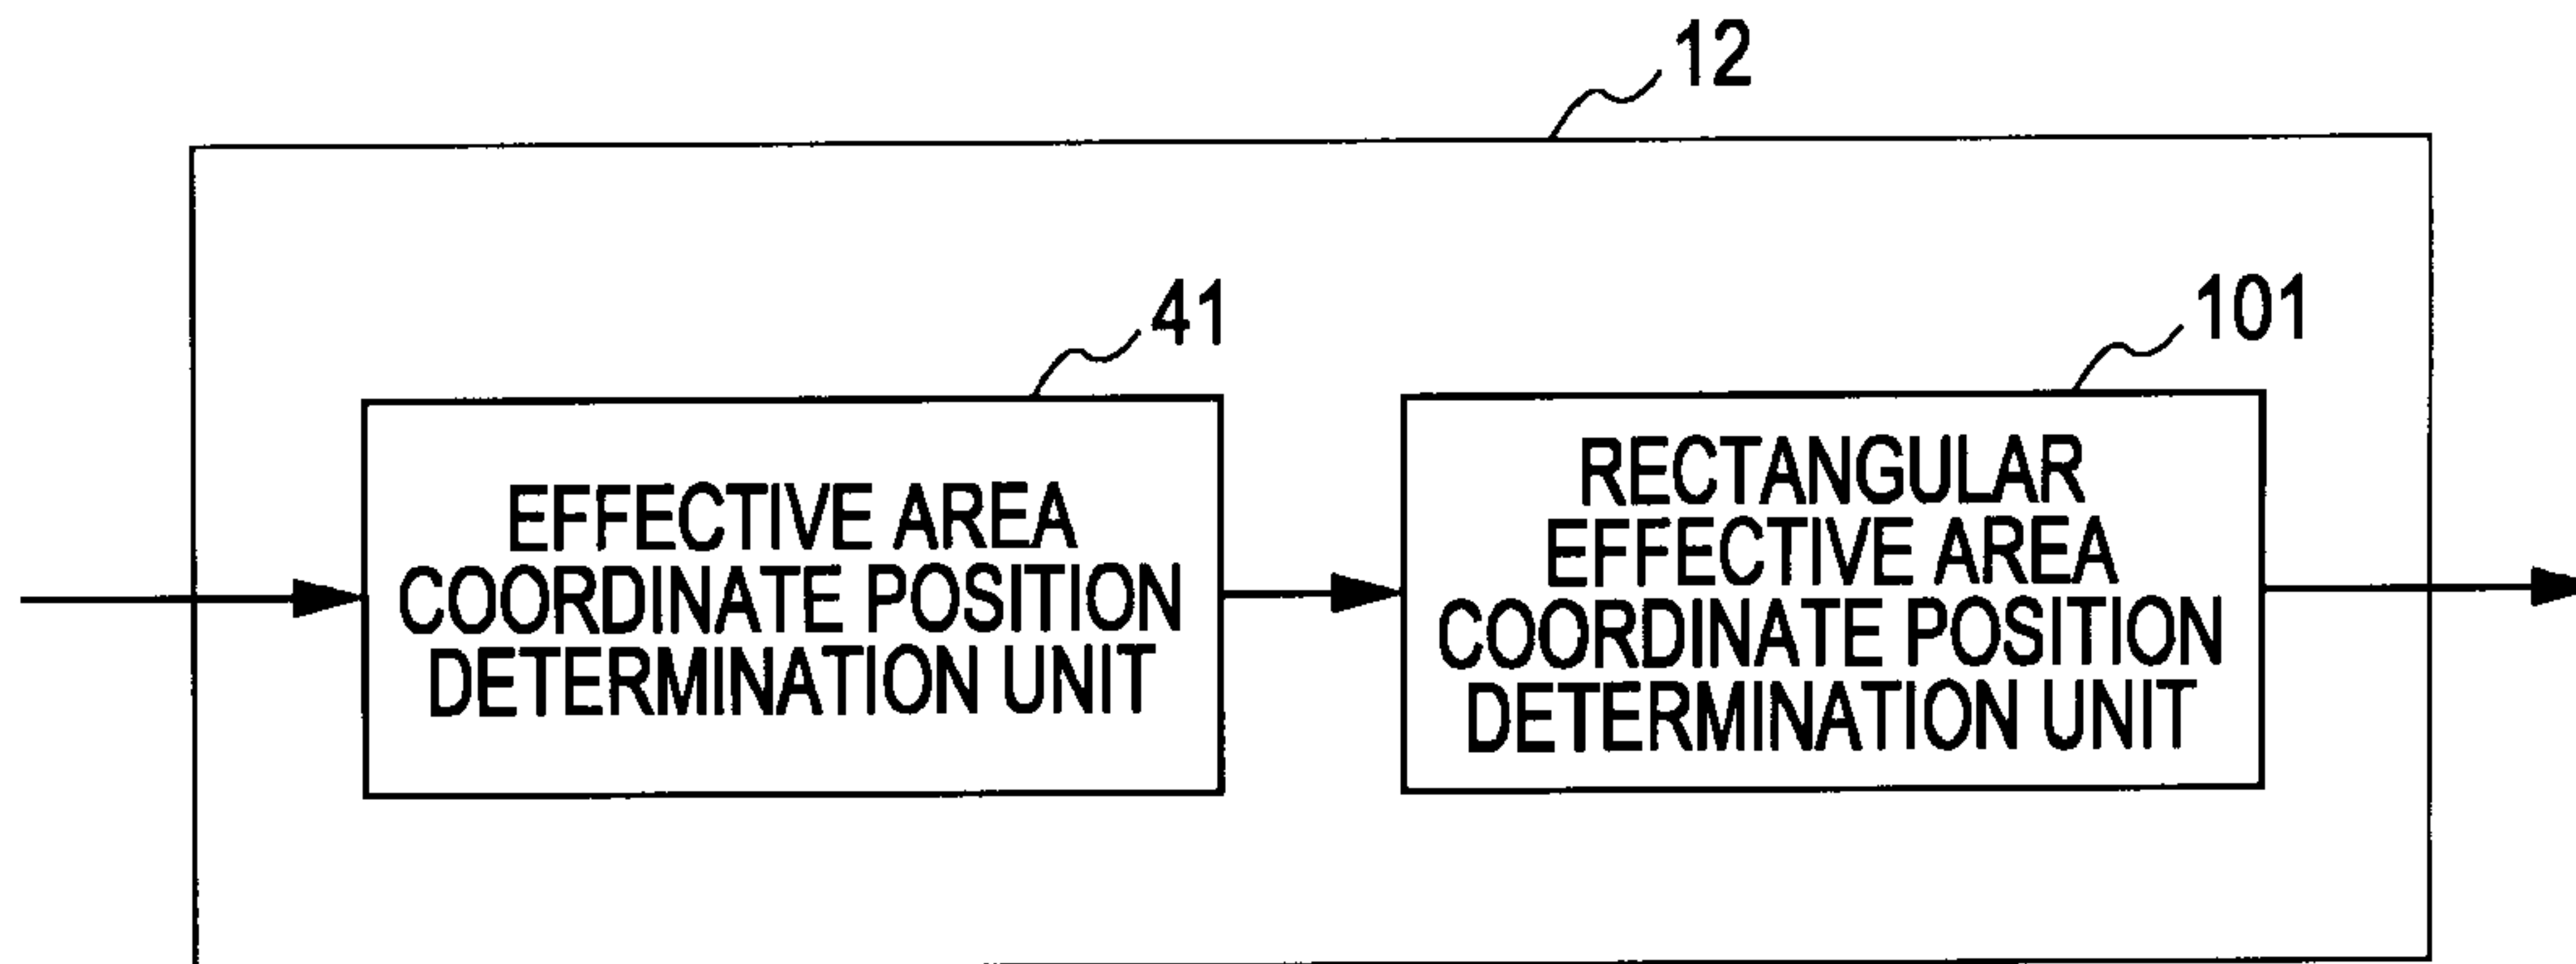 12
41
101
EFFECTIVE AREA
COORDINATE POSITION
DETERMINATION UNIT
RECTANGULAR
EFFECTIVE AREA
COORDINATE POSITION
DETERMINATION UNIT